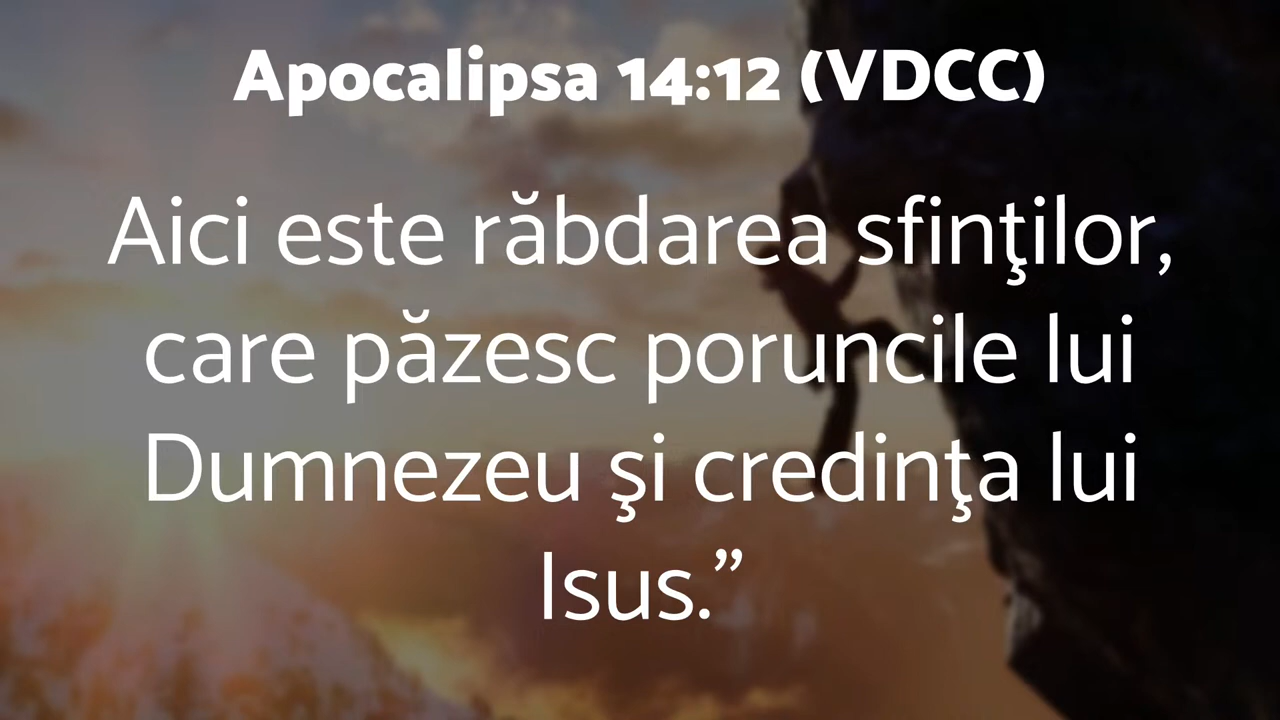 Apocalipsa 14:12 (VDCC)
Aici este răbdarea sfinţilor,
care păzesc poruncile lui
Dumnezeu şi credinţa lui
Isus.”